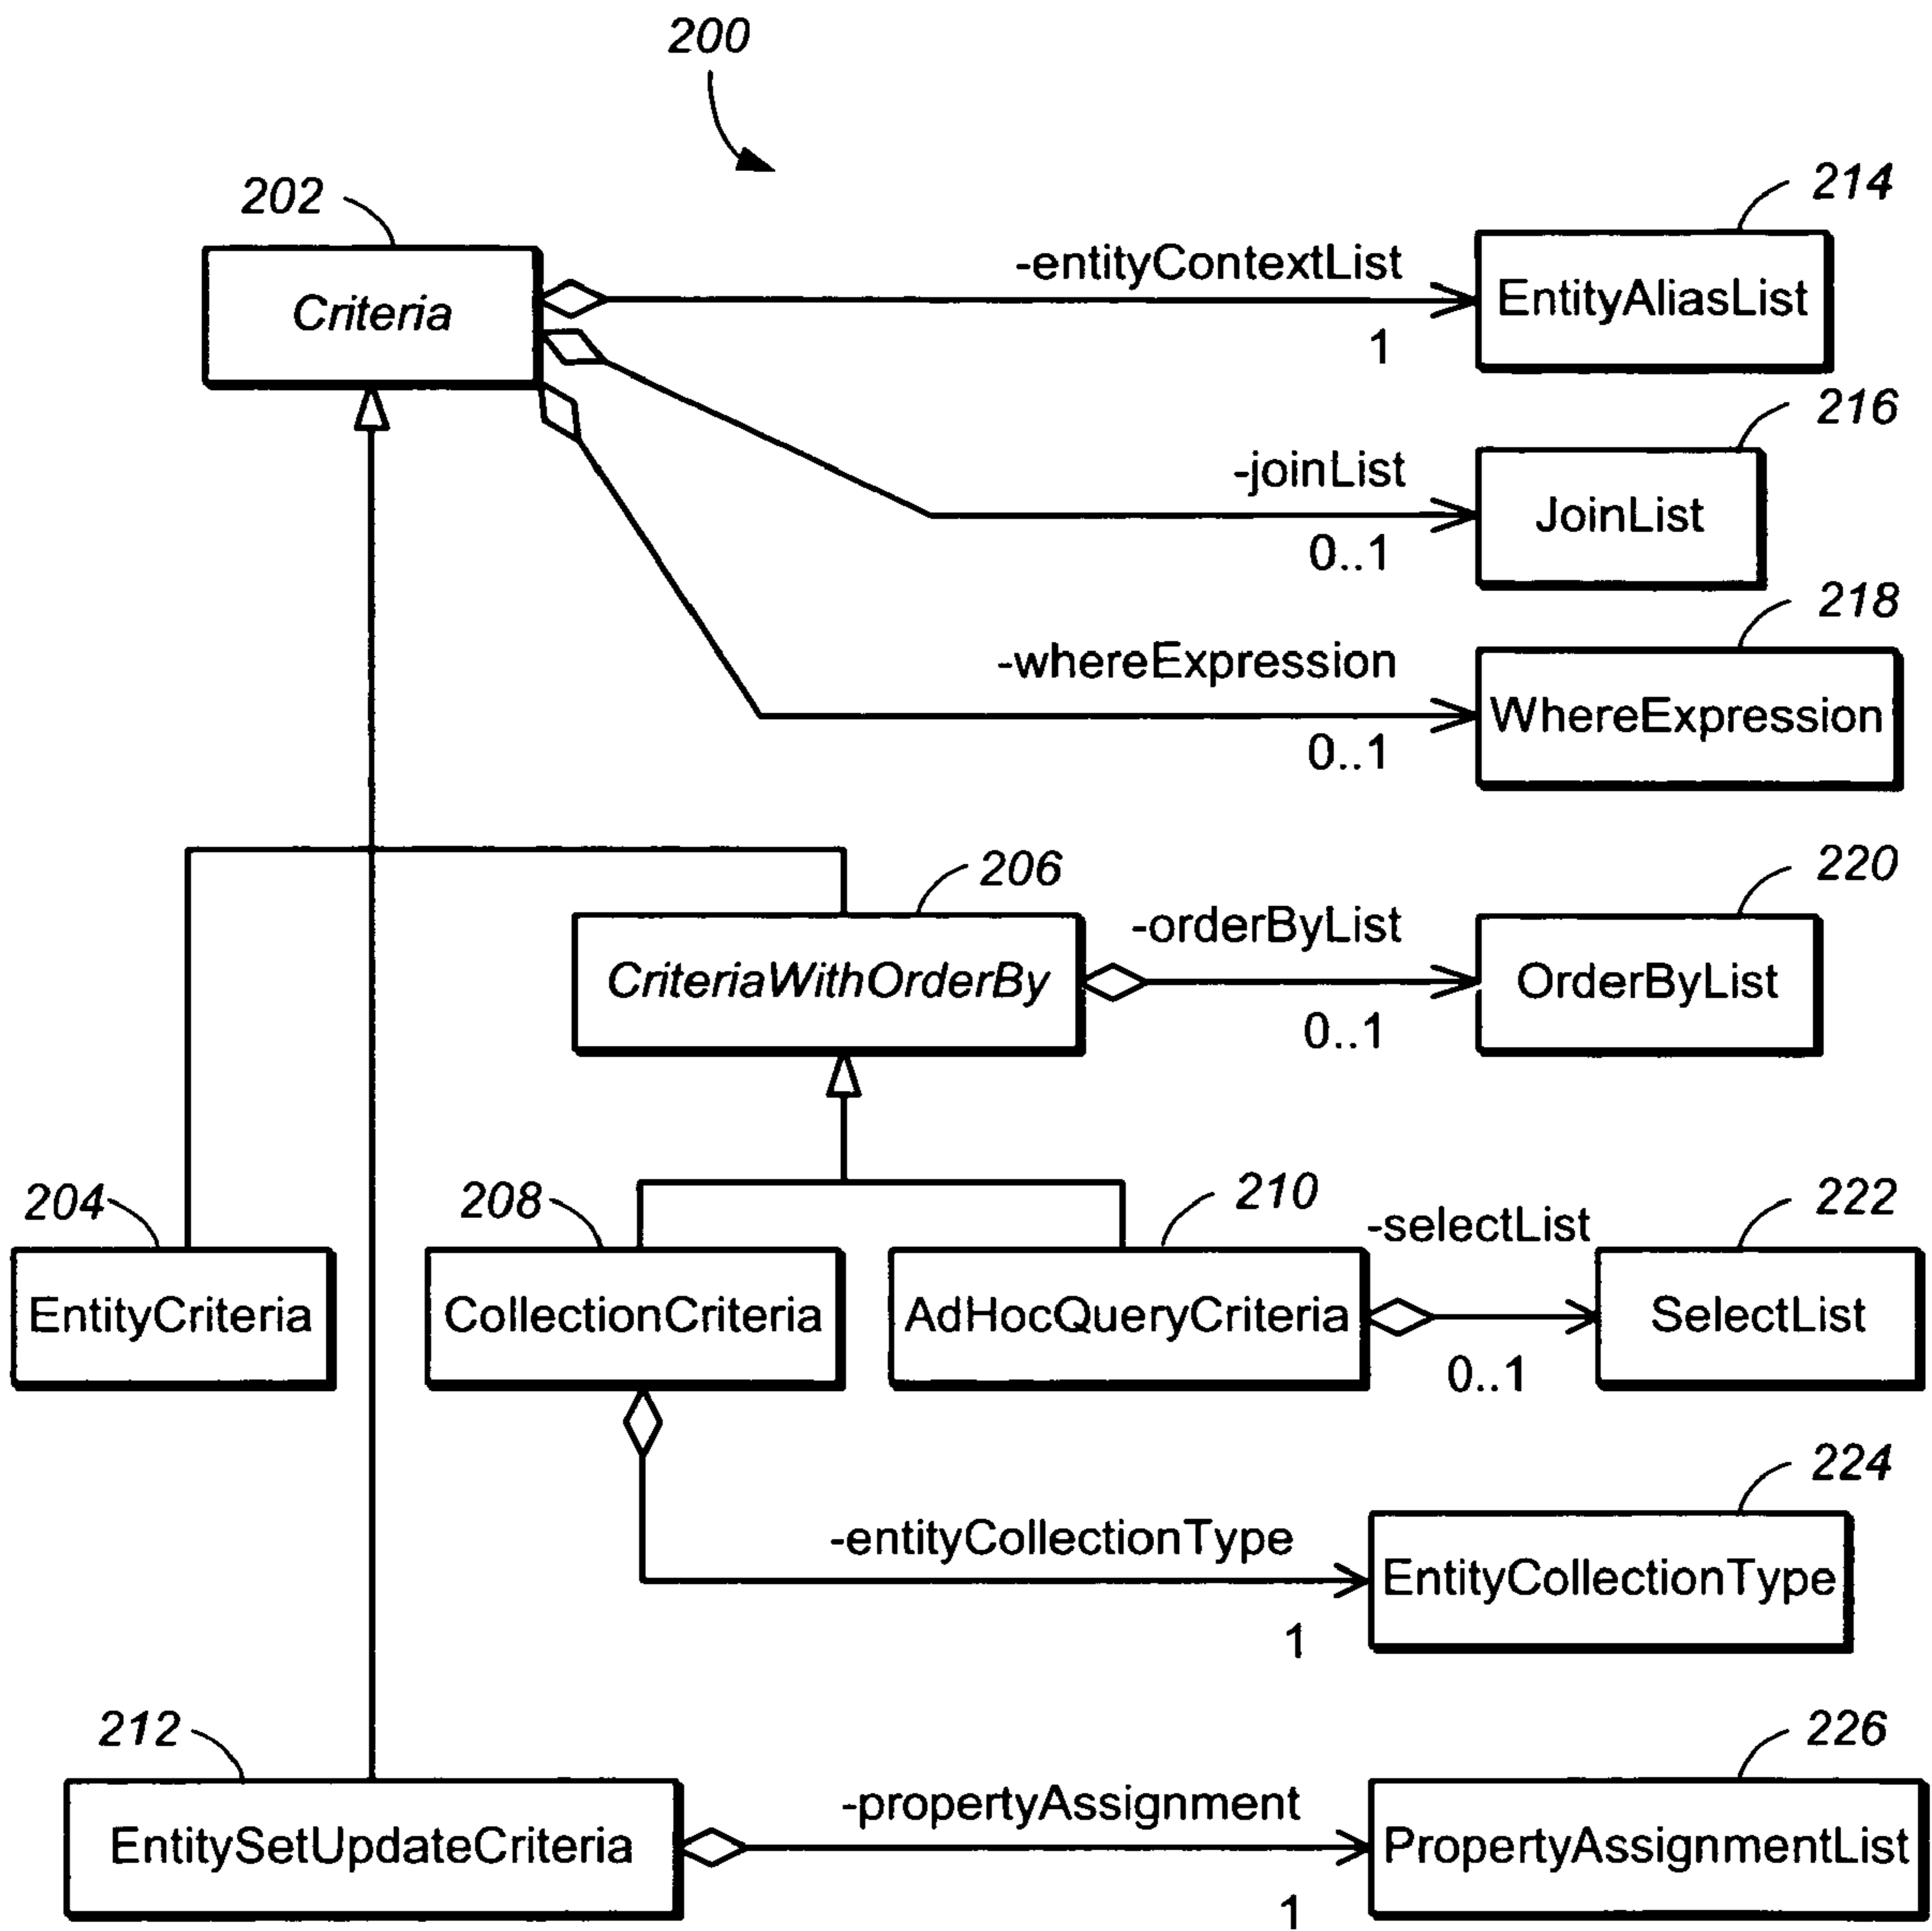 200
202
214
-entityContextList
Criteria
EntityAliasList
1
216
-joinList
JoinList
0..1
218
-whereExpression
WhereExpression
0..1
206
220
-orderByList
CriteriaWithOrderBy
OrderByList
0..1
204
208
210
222
-selectList
EntityCriteria
CollectionCriteria
AdHocQueryCriteria
SelectList
0..1
224
-entityCollectionType
EntityCollectionType
1
212
226
-propertyAssignment
EntitySetUpdateCriteria
PropertyAssignmentList
1